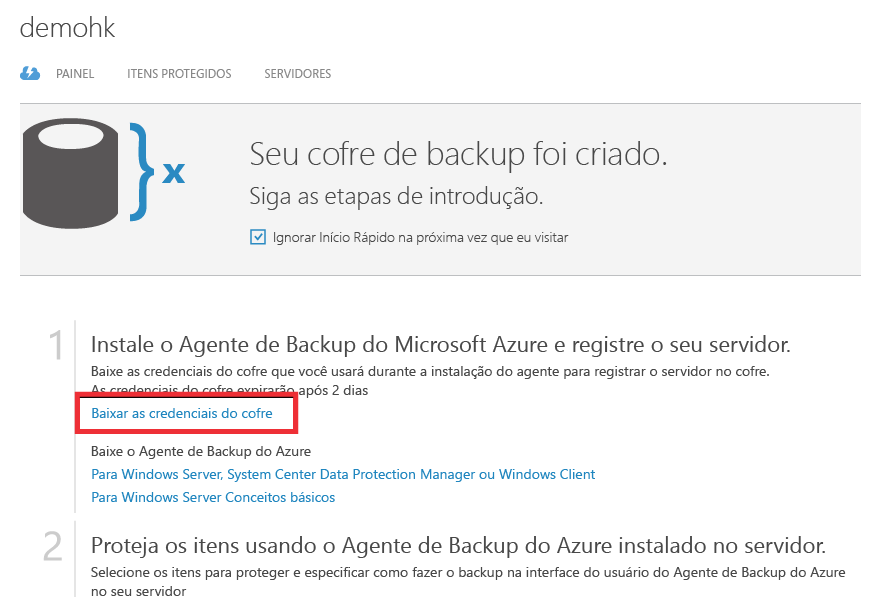 demohk
PAINEL ITENS PROTEGIDOS SERVIDORES
} x
Seu cofre de backup foi criado.
Siga as etapas de introdução.
Ignorar Início Rápido na próxima vez que eu visitar
1
Instale o Agente de Backup do Microsoft Azure e registre o seu servidor.
Baixe as credenciais do cofre que você usará durante a instalação do agente para registrar o servidor no cofre.
As credenciais do cofre expirarão após 2 dias
Baixar as credenciais do cofre
Baixe o Agente de Backup do Azure
Para Windows Server, System Center Data Protection Manager ou Windows Client
Para Windows Server Conceitos básicos
2
Proteja os itens usando o Agente de Backup do Azure instalado no servidor.
Selecione os itens para proteger e especificar como fazer o backup na interface do usuário do Agente de Backup do Azure
no seu servidor